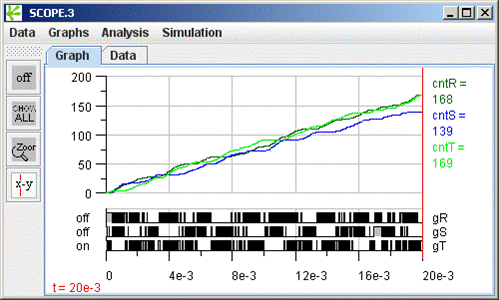 SCOPE.3
Data Graphs Analysis Simulation
Graph Data
off
SHOW
ALL
Zoom
x-y
200
150
100
50
0
cntR =
168
cntS =
139
cntT =
169
off gR
off gS
on gT
0 4e-3 8e-3 12e-3 16e-3 20e-3
t = 20e-3